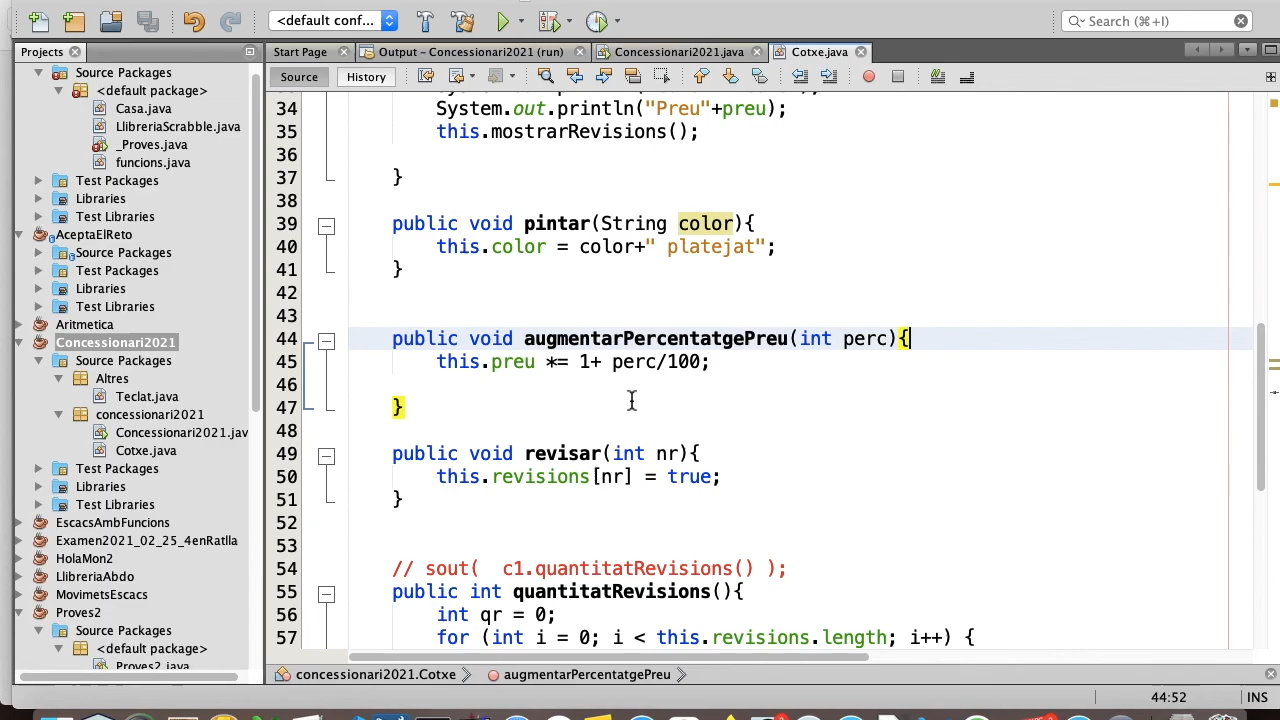 <default conf...
Search (⌘+I)
Projects
Start Page
Output - Concessionari2021 (run)
Concessionari2021.java
Cotxe.java
Source
History
Source Packages
<default package>
Casa.java
LlibreriaScrabble.java
_Proves.java
funcions.java
Test Packages
Libraries
Test Libraries
AceptaElReto
Source Packages
Test Packages
Libraries
Test Libraries
Aritmetica
Concessionari2021
Source Packages
Altres
Teclat.java
concessionari2021
Concessionari2021.jav
Cotxe.java
Test Packages
Libraries
Test Libraries
EscacsAmbFuncions
Examen2021_02_25_4enRatlla
HolaMon2
LlibreriaAbdo
MovimetsEscacs
Proves2
Source Packages
<default package>
Proves2.java
34 System.out.println("Preu"+preu);
35 this.mostrarRevisions();
36
37 }
38
39 public void pintar(String color){
40 this.color = color+" platejat";
41 }
42
43
44 public void augmentarPercentatgePreu(int perc){
45 this.preu *= 1+ perc/100;
46
47 }
48
49 public void revisar(int nr){
50 this.revisions[nr] = true;
51 }
52
53
54 // sout(  c1.quantitatRevisions() );
55 public int quantitatRevisions(){
56 int qr = 0;
57 for (int i = 0; i < this.revisions.length; i++) {
concessionari2021.Cotxe
augmentarPercentatgePreu
44:52
INS